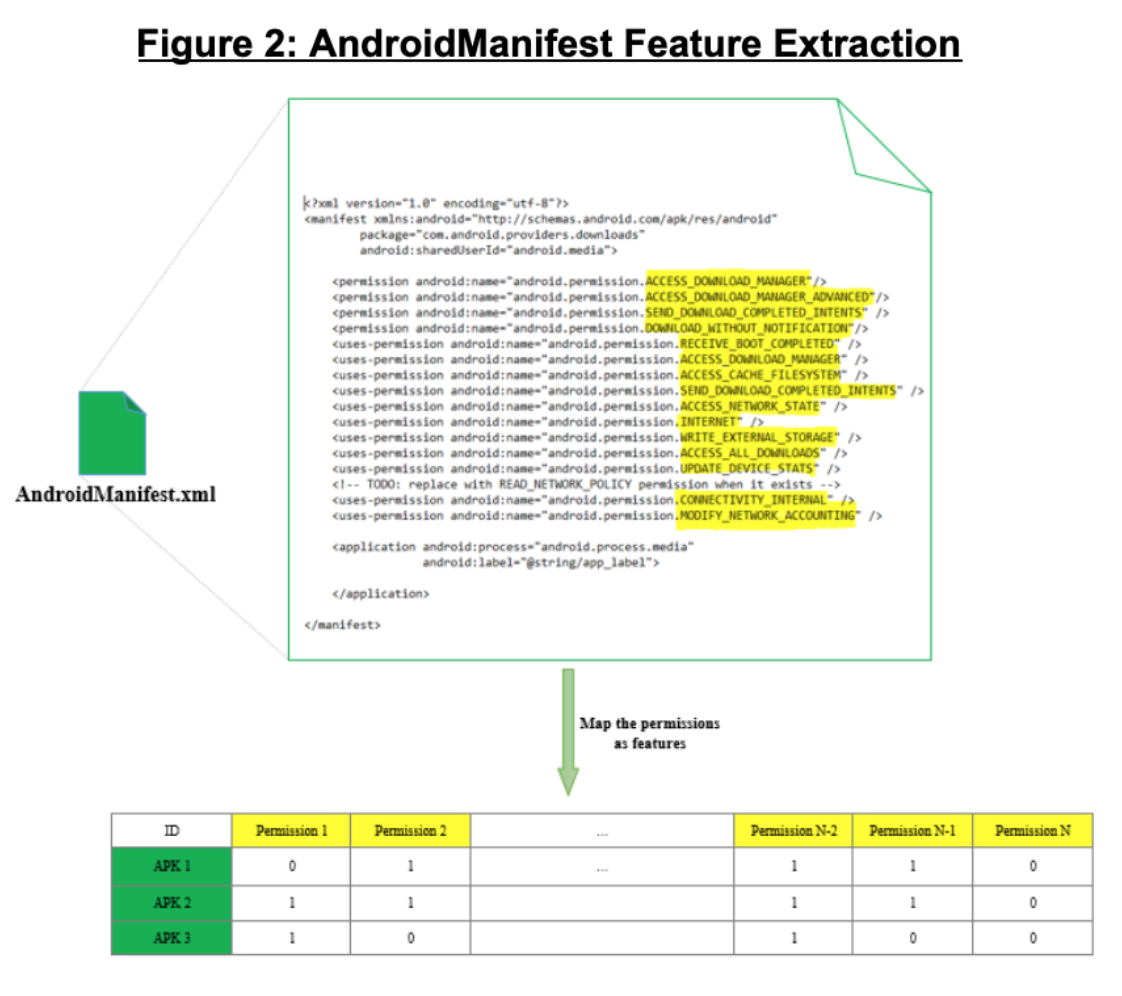 Figure 2: AndroidManifest Feature Extraction
<?xml version="1.0" encoding="utf-8"?>
<manifest xmlns:android="http://schemas.android.com/apk/res/android"
package="com.android.providers.downloads"
android:sharedUserId="android.media">
<permission android:name="android.permission.ACCESS_DOWNLOAD_MANAGER"/>
<permission android:name="android.permission.ACCESS_DOWNLOAD_MANAGER_ADVANCED"/>
<permission android:name="android.permission.SEND_DOWNLOAD_COMPLETED_INTENTS" />
<permission android:name="android.permission.DOWNLOAD_WITHOUT_NOTIFICATION"/>
<uses-permission android:name="android.permission.RECEIVE_BOOT_COMPLETED" />
<uses-permission android:name="android.permission.ACCESS_DOWNLOAD_MANAGER" />
<uses-permission android:name="android.permission.ACCESS_CACHE_FILESYSTEM" />
<uses-permission android:name="android.permission.SEND_DOWNLOAD_COMPLETED_INTENTS" />
<uses-permission android:name="android.permission.ACCESS_NETWORK_STATE" />
<uses-permission android:name="android.permission.INTERNET" />
<uses-permission android:name="android.permission.WRITE_EXTERNAL_STORAGE" />
<uses-permission android:name="android.permission.ACCESS_ALL_DOWNLOADS" />
<uses-permission android:name="android.permission.UPDATE_DEVICE_STATS" />
<!-- TODO: replace with READ_NETWORK_POLICY permission when it exists -->
<uses-permission android:name="android.permission.CONNECTIVITY_INTERNAL" />
<uses-permission android:name="android.permission.MODIFY_NETWORK_ACCOUNTING" />
<application android:process="android.process.media"
android:label="@string/app_label">
</application>
</manifest>
AndroidManifest.xml
Map the permissions
as features
ID Permission 1 Permission 2 ... Permission N-2 Permission N-1 Permission N
APK 1 0 1 ... 1 1 0
APK 2 1 1 1 1 0
APK 3 1 0 1 0 0